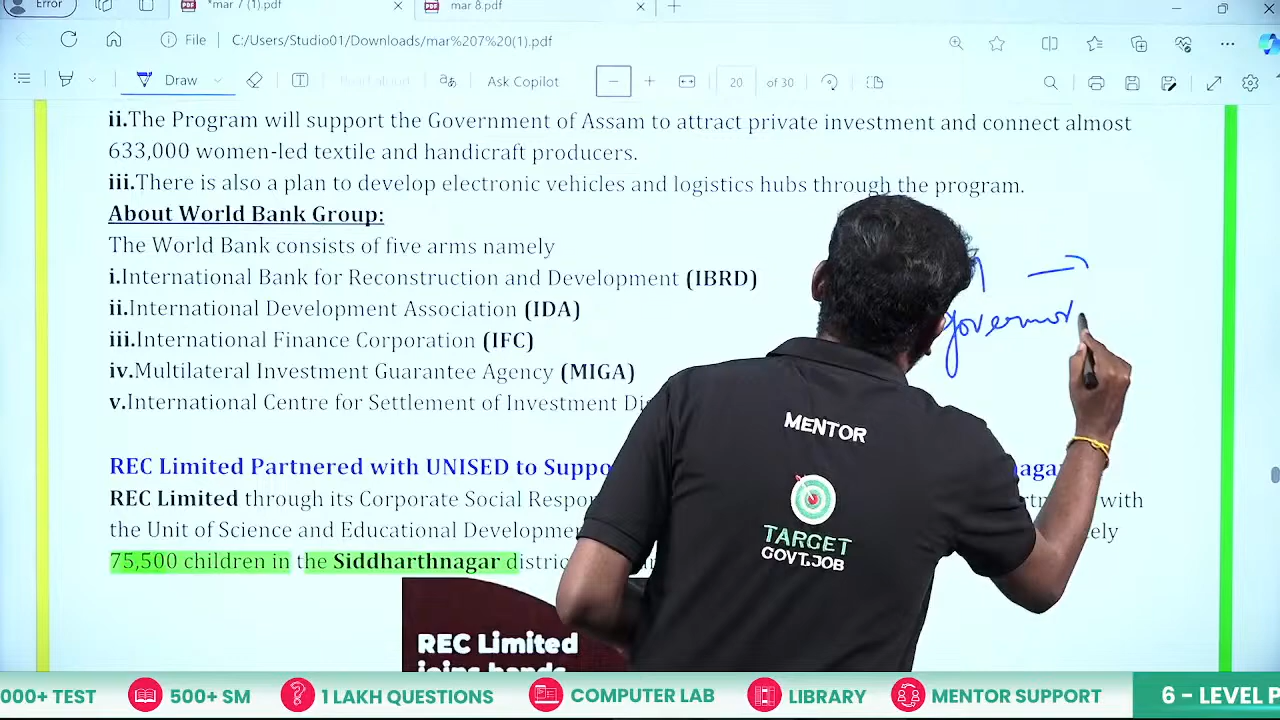 Error
*mar 7 (1).pdf
mar 8.pdf
File
C:/Users/Studio01/Downloads/mar%207%20(1).pdf
Draw
Read aloud
Ask Copilot
20
of 30
ii.The Program will support the Government of Assam to attract private investment and connect almost
633,000 women-led textile and handicraft producers.
iii.There is also a plan to develop electronic vehicles and logistics hubs through the program.
About World Bank Group:
The World Bank consists of five arms namely
i.International Bank for Reconstruction and Development (IBRD)
ii.International Development Association (IDA)
iii.International Finance Corporation (IFC)
iv.Multilateral Investment Guarantee Agency (MIGA)
v.International Centre for Settlement of Investment Di
governor
REC Limited Partnered with UNISED to Suppo
REC Limited through its Corporate Social Respon with
the Unit of Science and Educational Developme
75,500 children in the Siddharthnagar distric
REC Limited
joins hands
MENTOR
TARGET
GOVT.JOB
000+ TEST
500+ SM
1 LAKH QUESTIONS
COMPUTER LAB
LIBRARY
MENTOR SUPPORT
6 – LEVEL P